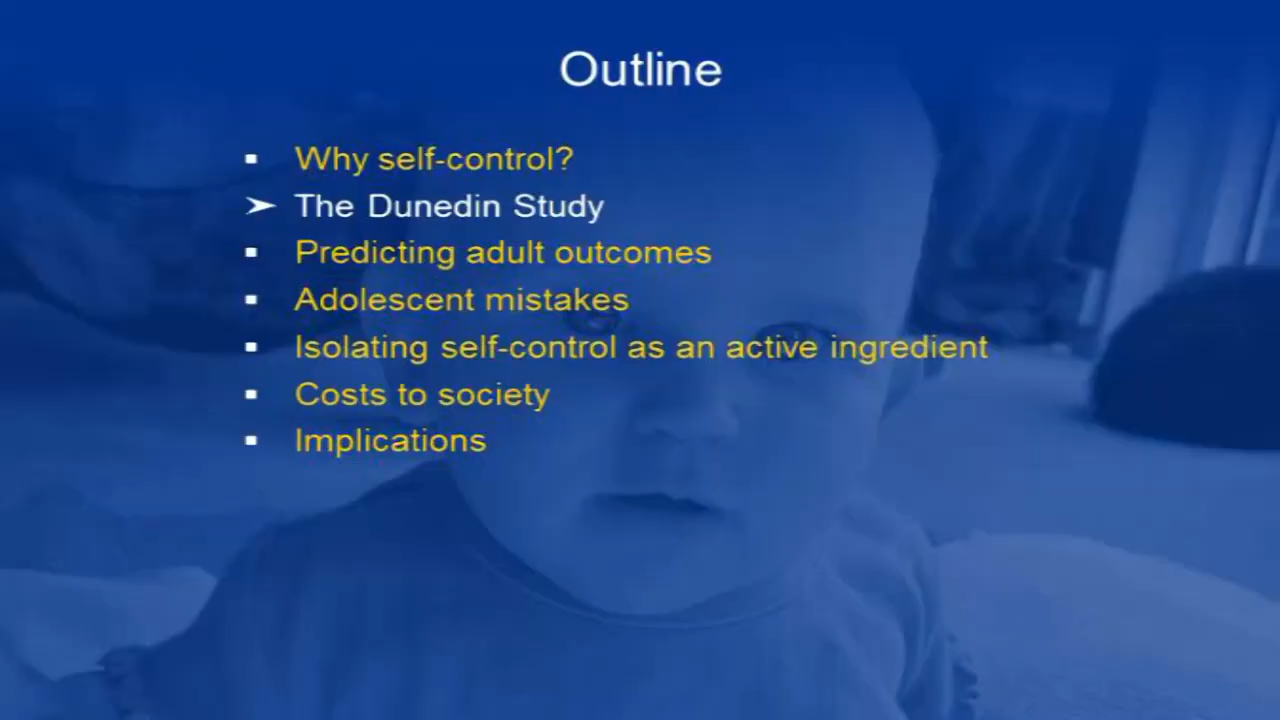 Outline
Why self-control?
The Dunedin Study
Predicting adult outcomes
Adolescent mistakes
Isolating self-control as an active ingredient
Costs to society
Implications